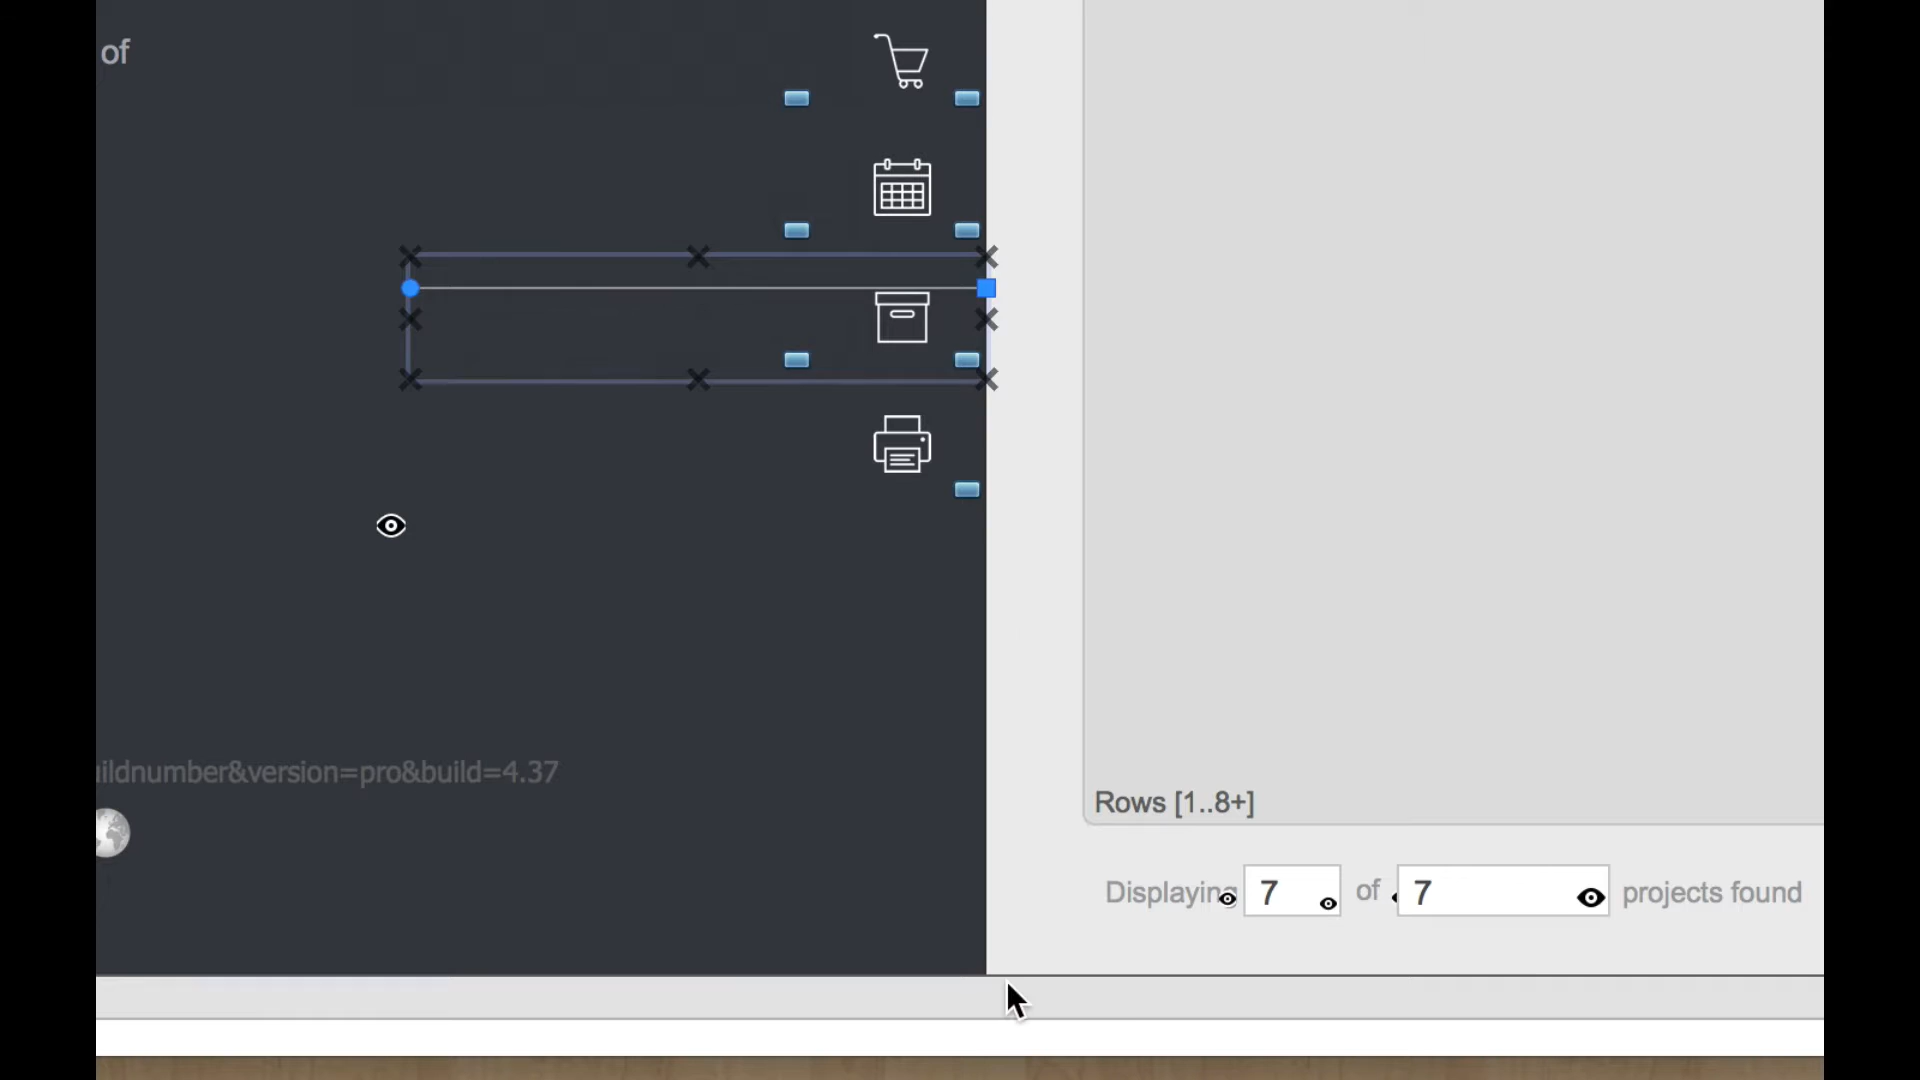 of
ildnumber&version=pro&build=4.37
Rows [1..8+]
Displaying 7 of 7 projects found